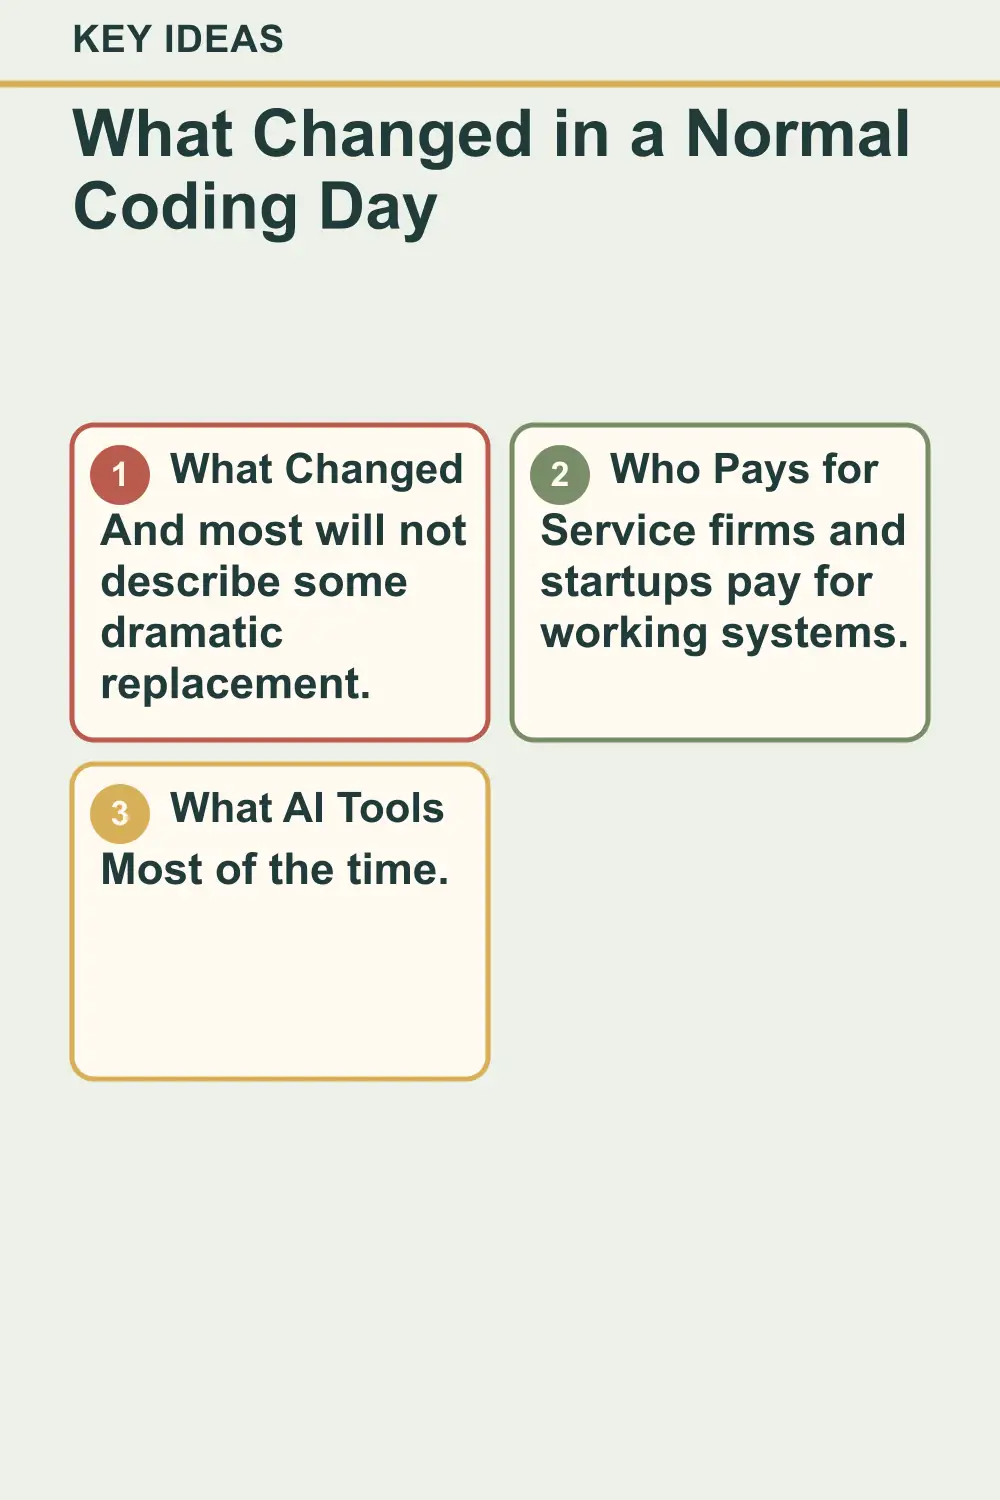 KEY IDEAS
What Changed in a Normal
Coding Day
1 What Changed
And most will not
describe some
dramatic
replacement.
2 Who Pays for
Service firms and
startups pay for
working systems.
3 What AI Tools
Most of the time.